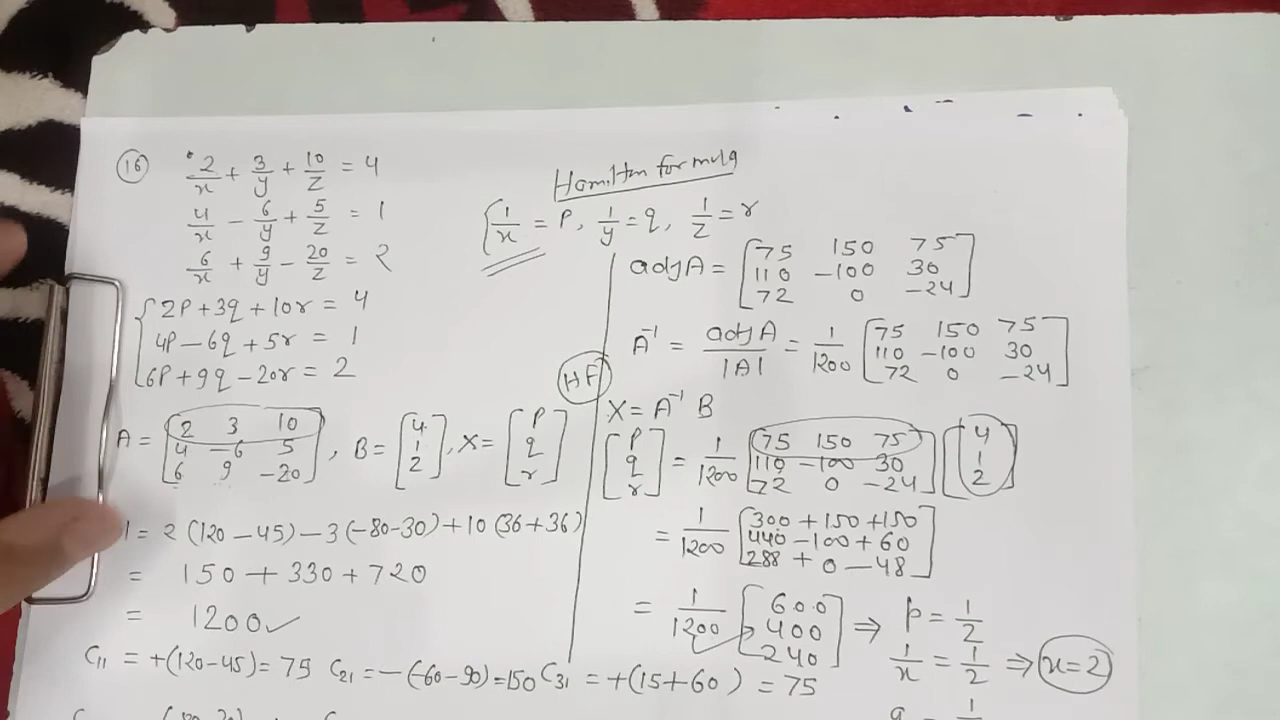 (16) 2/x + 3/y + 10/z = 4
4/x - 6/y + 5/z = 1
6/x + 9/y - 20/z = 2
{ 2p + 3q + 10r = 4
4p - 6q + 5r = 1
6p + 9q - 20r = 2
A = [2 3 10; 4 -6 5; 6 9 -20], B = [4; 1; 2], X = [p; q; r]
= 2 (120 - 45) - 3 (-80 - 30) + 10 (36 + 36)
= 150 + 330 + 720
= 1200 ✓
C11 = +(120-45) = 75 C21 = -(-60-90) = 150 C31 = +(15+60) = 75
Hamilton formula
{ 1/x = p, 1/y = q, 1/z = r
adjA = [75 150 75; 110 -100 30; 72 0 -24]
A⁻¹ = adjA/|A| = 1/1200 [75 150 75; 110 -100 30; 72 0 -24]
(HF)
X = A⁻¹ B
[p; q; r] = 1/1200 [75 150 75; 110 -100 30; 72 0 -24] [4; 1; 2]
= 1/1200 [300 + 150 + 150; 440 - 100 + 60; 288 + 0 - 48]
= 1/1200 [600; 400; 240] ⇒ p = 1/2
1/x = 1/2 ⇒ x = 2